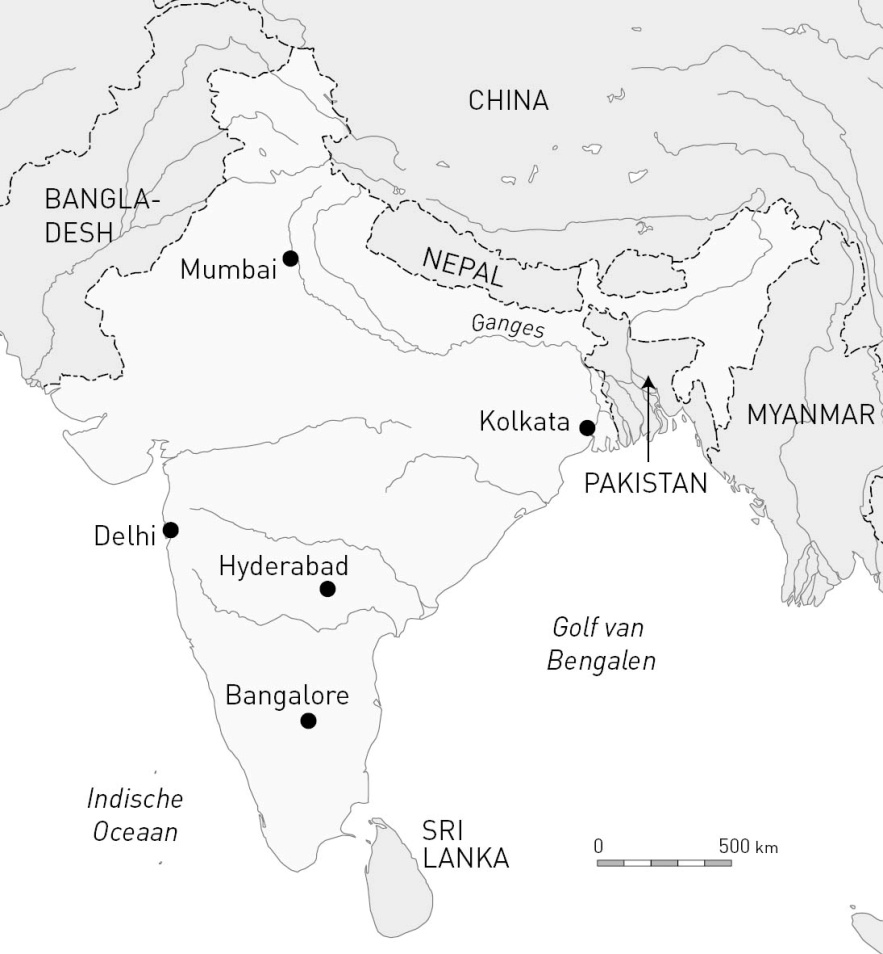 CHINA
BANGLA-
DESH
Mumbai
NEPAL
Ganges
Kolkata
MYANMAR
PAKISTAN
Delhi
Hyderabad
Golf van
Bengalen
Bangalore
Indische
Oceaan
SRI
LANKA
0 500 km